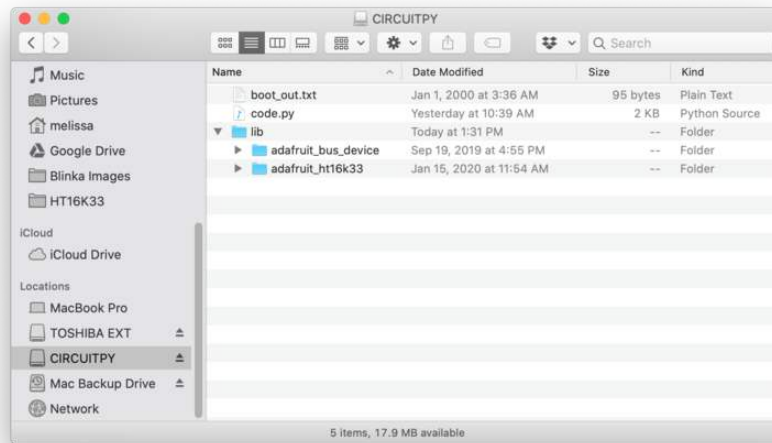 CIRCUITPY
Search
Music
Pictures
melissa
Google Drive
Blinka Images
HT16K33
iCloud
iCloud Drive
Locations
MacBook Pro
TOSHIBA EXT
CIRCUITPY
Mac Backup Drive
Network
Name Date Modified Size Kind
boot_out.txt Jan 1, 2000 at 3:36 AM 95 bytes Plain Text
code.py Yesterday at 10:39 AM 2 KB Python Source
lib Today at 1:31 PM -- Folder
adafruit_bus_device Sep 19, 2019 at 4:55 PM -- Folder
adafruit_ht16k33 Jan 15, 2020 at 11:54 AM -- Folder
5 items, 17.9 MB available